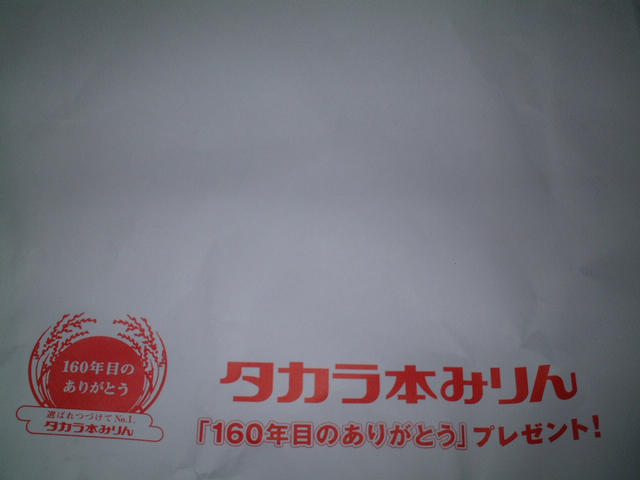 160年目の
ありがとう
選ばれつづけてNo.1.
タカラ本みりん
タカラ本みりん
「160年目のありがとう」プレゼント!